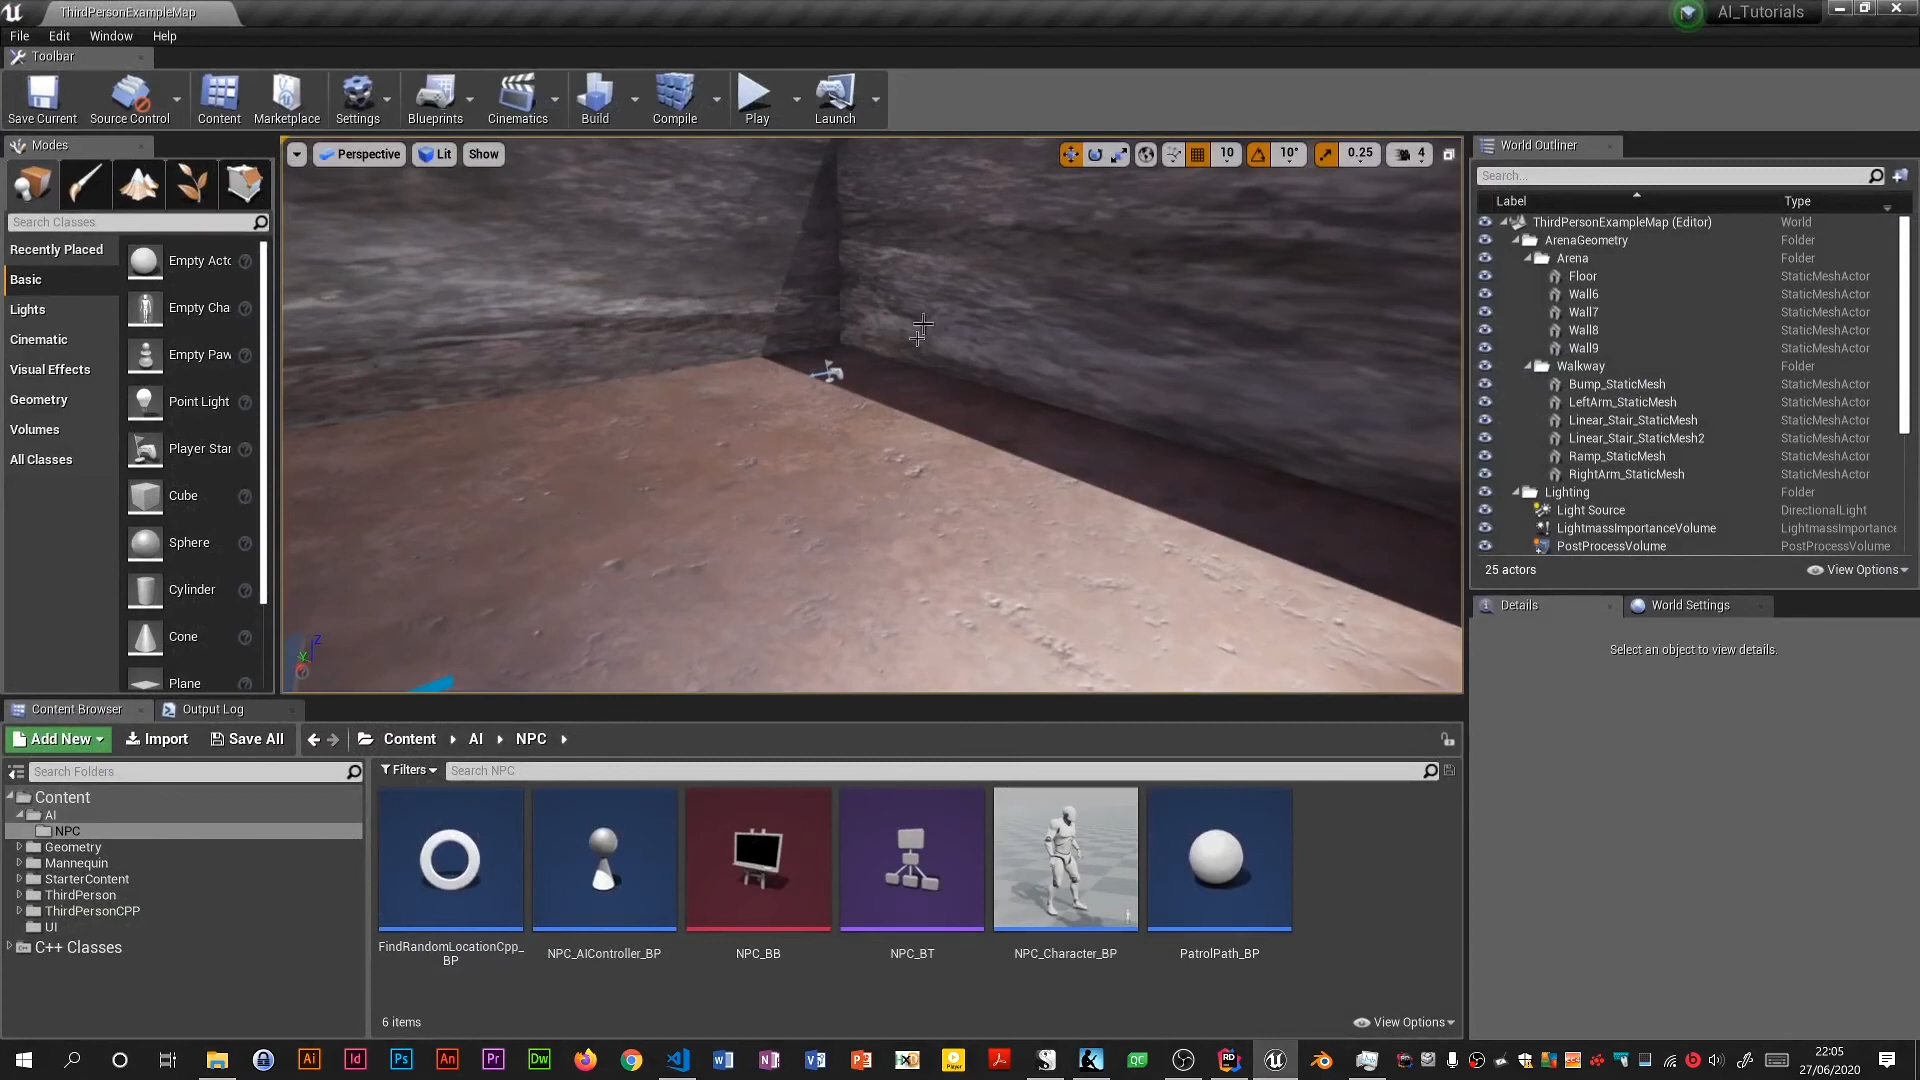 ThirdPersonExampleMap
AI_Tutorials
File Edit Window Help
Toolbar
Save Current Source Control Content Marketplace Settings Blueprints Cinematics Build Compile Play Launch
Modes
Search Classes
Recently Placed
Basic
Lights
Cinematic
Visual Effects
Geometry
Volumes
All Classes
Empty Actc
Empty Cha
Empty Paw
Point Light
Player Star
Cube
Sphere
Cylinder
Cone
Plane
Perspective Lit Show
10 10° 0.25 4
Z
Y
World Outliner
Search...
Label Type
ThirdPersonExampleMap (Editor) World
ArenaGeometry Folder
Arena Folder
Floor StaticMeshActor
Wall6 StaticMeshActor
Wall7 StaticMeshActor
Wall8 StaticMeshActor
Wall9 StaticMeshActor
Walkway Folder
Bump_StaticMesh StaticMeshActor
LeftArm_StaticMesh StaticMeshActor
Linear_Stair_StaticMesh StaticMeshActor
Linear_Stair_StaticMesh2 StaticMeshActor
Ramp_StaticMesh StaticMeshActor
RightArm_StaticMesh StaticMeshActor
Lighting Folder
Light Source DirectionalLight
LightmassImportanceVolume LightmassImportance
PostProcessVolume PostProcessVolume
25 actors View Options
Details World Settings
Select an object to view details.
Content Browser Output Log
Add New Import Save All Content AI NPC
Search Folders
Filters Search NPC
Content
AI
NPC
Geometry
Mannequin
StarterContent
ThirdPerson
ThirdPersonCPP
UI
C++ Classes
FindRandomLocationCpp_
BP
NPC_AIController_BP
NPC_BB
NPC_BT
NPC_Character_BP
PatrolPath_BP
6 items View Options
Ai Id Ps An Pr Dw
22:05
27/06/2020